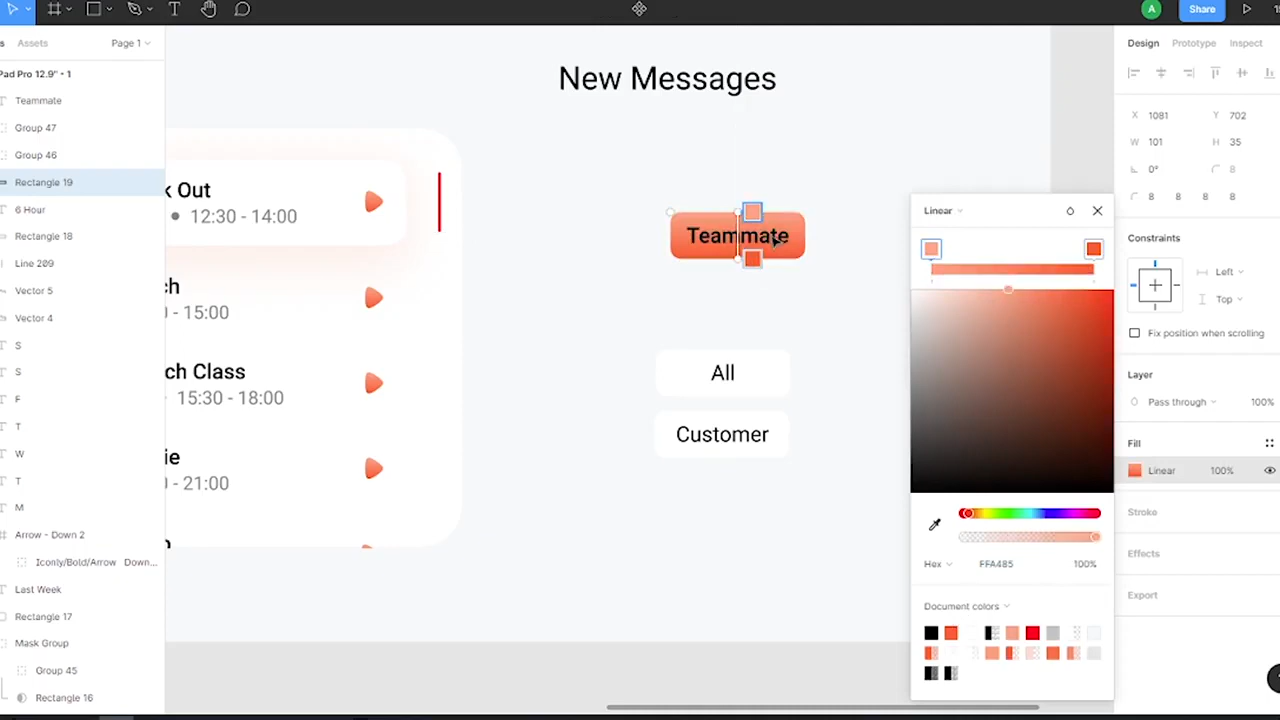 A
Share
Assets
Page 1
Design
Prototype
Inspect
Pad Pro 12.9" • 1
Teammate
Group 47
Group 46
Rectangle 19
6 Hour
Rectangle 18
Line 209
Vector 5
Vector 4
S
S
F
T
W
T
M
Arrow - Down 2
Iconly/Bold/Arrow Down...
Last Week
Rectangle 17
Mask Group
Group 45
Rectangle 16
New Messages
k Out
• 12:30 - 14:00
ch
- 15:00
ch Class
15:30 - 18:00
ie
- 21:00
Teammate
All
Customer
Linear
Hex
FFA485
100%
Document colors
X 1081
Y 702
W 101
H 35
0°
8
8 8 8 8
Constraints
Left
Top
Fix position when scrolling
Layer
Pass through
100%
Fill
Linear
100%
Stroke
Effects
Export